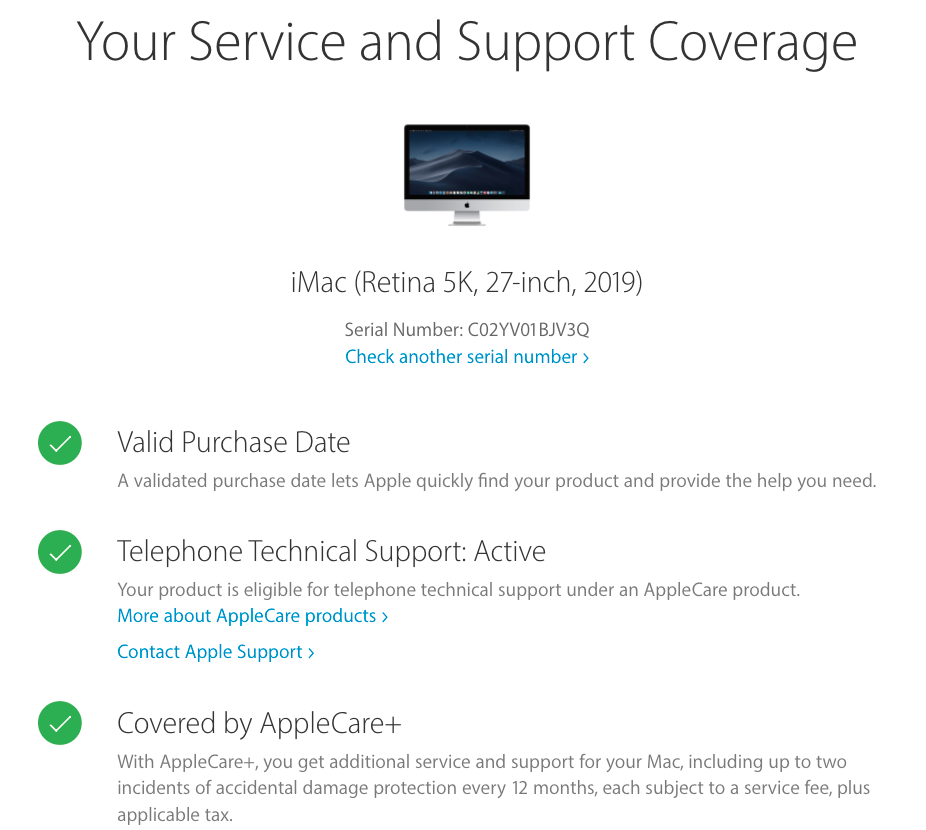 Your Service and Support Coverage
iMac (Retina 5K, 27-inch, 2019)
Serial Number: C02YV01BJV3Q
Check another serial number ›
Valid Purchase Date
A validated purchase date lets Apple quickly find your product and provide the help you need.
Telephone Technical Support: Active
Your product is eligible for telephone technical support under an AppleCare product.
More about AppleCare products ›
Contact Apple Support ›
Covered by AppleCare+
With AppleCare+, you get additional service and support for your Mac, including up to two
incidents of accidental damage protection every 12 months, each subject to a service fee, plus
applicable tax.